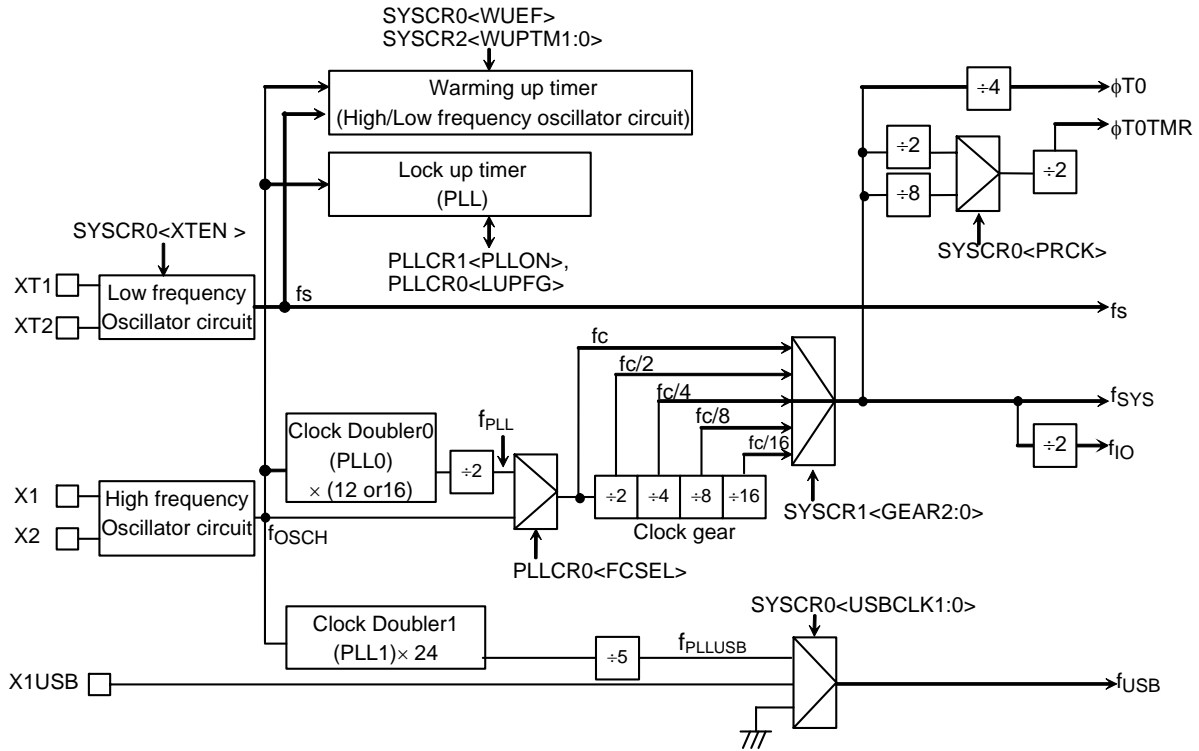 SYSCR0<WUEF>
SYSCR2<WUPTM1:0>
Warming up timer
(High/Low frequency oscillator circuit)
÷4
φT0
φT0TMR
÷2
÷2
÷8
SYSCR0<PRCK>
Lock up timer
(PLL)
PLLCR1<PLLON>,
PLLCR0<LUPFG>
SYSCR0<XTEN >
XT1
XT2
Low frequency
Oscillator circuit
fs
fs
fc
fc/2
fc/4
fc/8
fc/16
fSYS
÷2
fIO
Clock Doubler0
(PLL0)
× (12 or16)
÷2
fPLL
X1
X2
High frequency
Oscillator circuit
fOSCH
÷2 ÷4 ÷8 ÷16
Clock gear
SYSCR1<GEAR2:0>
PLLCR0<FCSEL>
SYSCR0<USBCLK1:0>
Clock Doubler1
(PLL1)× 24
÷5
fPLLUSB
X1USB
fUSB